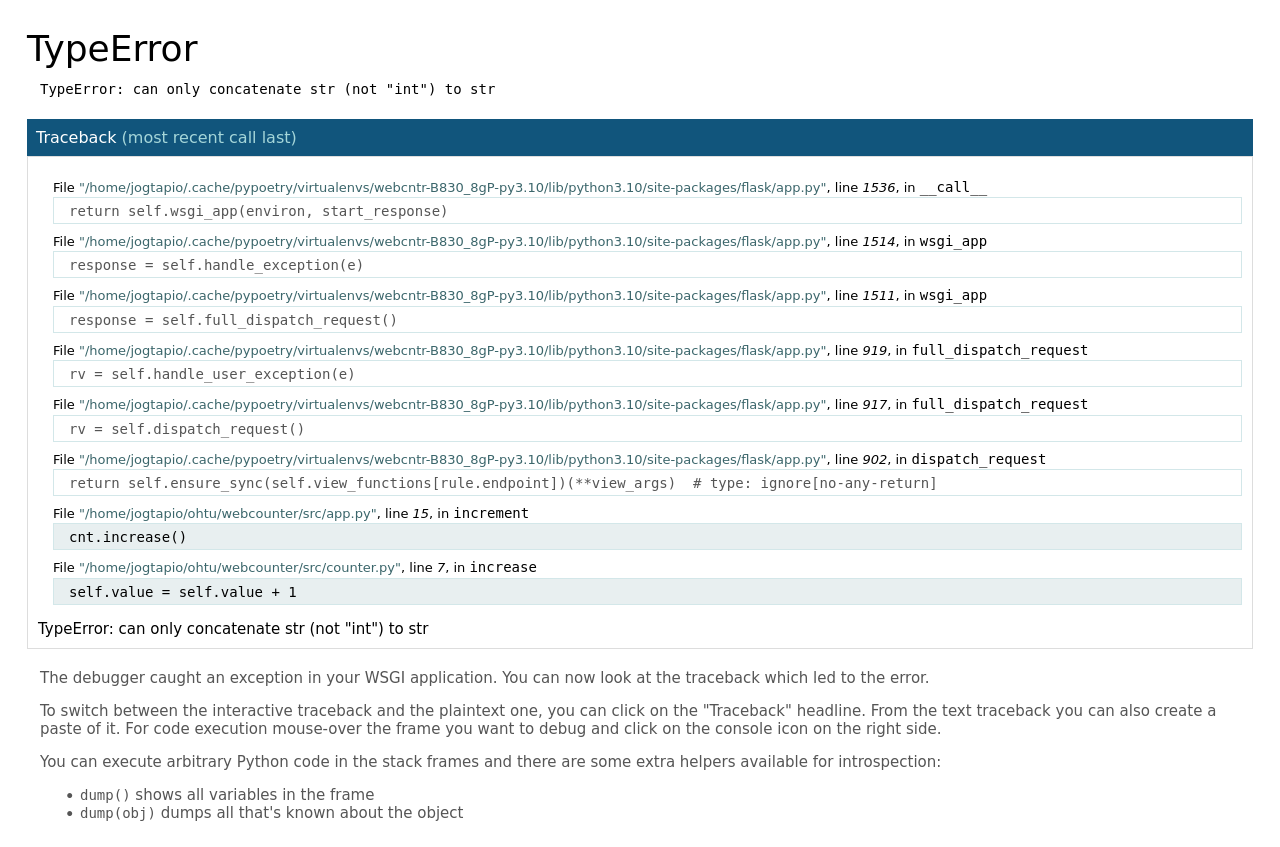 TypeError
TypeError: can only concatenate str (not "int") to str
Traceback (most recent call last)
File "/home/jogtapio/.cache/pypoetry/virtualenvs/webcntr-B830_8gP-py3.10/lib/python3.10/site-packages/flask/app.py", line 1536, in __call__
return self.wsgi_app(environ, start_response)
File "/home/jogtapio/.cache/pypoetry/virtualenvs/webcntr-B830_8gP-py3.10/lib/python3.10/site-packages/flask/app.py", line 1514, in wsgi_app
response = self.handle_exception(e)
File "/home/jogtapio/.cache/pypoetry/virtualenvs/webcntr-B830_8gP-py3.10/lib/python3.10/site-packages/flask/app.py", line 1511, in wsgi_app
response = self.full_dispatch_request()
File "/home/jogtapio/.cache/pypoetry/virtualenvs/webcntr-B830_8gP-py3.10/lib/python3.10/site-packages/flask/app.py", line 919, in full_dispatch_request
rv = self.handle_user_exception(e)
File "/home/jogtapio/.cache/pypoetry/virtualenvs/webcntr-B830_8gP-py3.10/lib/python3.10/site-packages/flask/app.py", line 917, in full_dispatch_request
rv = self.dispatch_request()
File "/home/jogtapio/.cache/pypoetry/virtualenvs/webcntr-B830_8gP-py3.10/lib/python3.10/site-packages/flask/app.py", line 902, in dispatch_request
return self.ensure_sync(self.view_functions[rule.endpoint])(**view_args)  # type: ignore[no-any-return]
File "/home/jogtapio/ohtu/webcounter/src/app.py", line 15, in increment
cnt.increase()
File "/home/jogtapio/ohtu/webcounter/src/counter.py", line 7, in increase
self.value = self.value + 1
TypeError: can only concatenate str (not "int") to str
The debugger caught an exception in your WSGI application. You can now look at the traceback which led to the error.
To switch between the interactive traceback and the plaintext one, you can click on the "Traceback" headline. From the text traceback you can also create a
paste of it. For code execution mouse-over the frame you want to debug and click on the console icon on the right side.
You can execute arbitrary Python code in the stack frames and there are some extra helpers available for introspection:
• dump() shows all variables in the frame
• dump(obj) dumps all that's known about the object